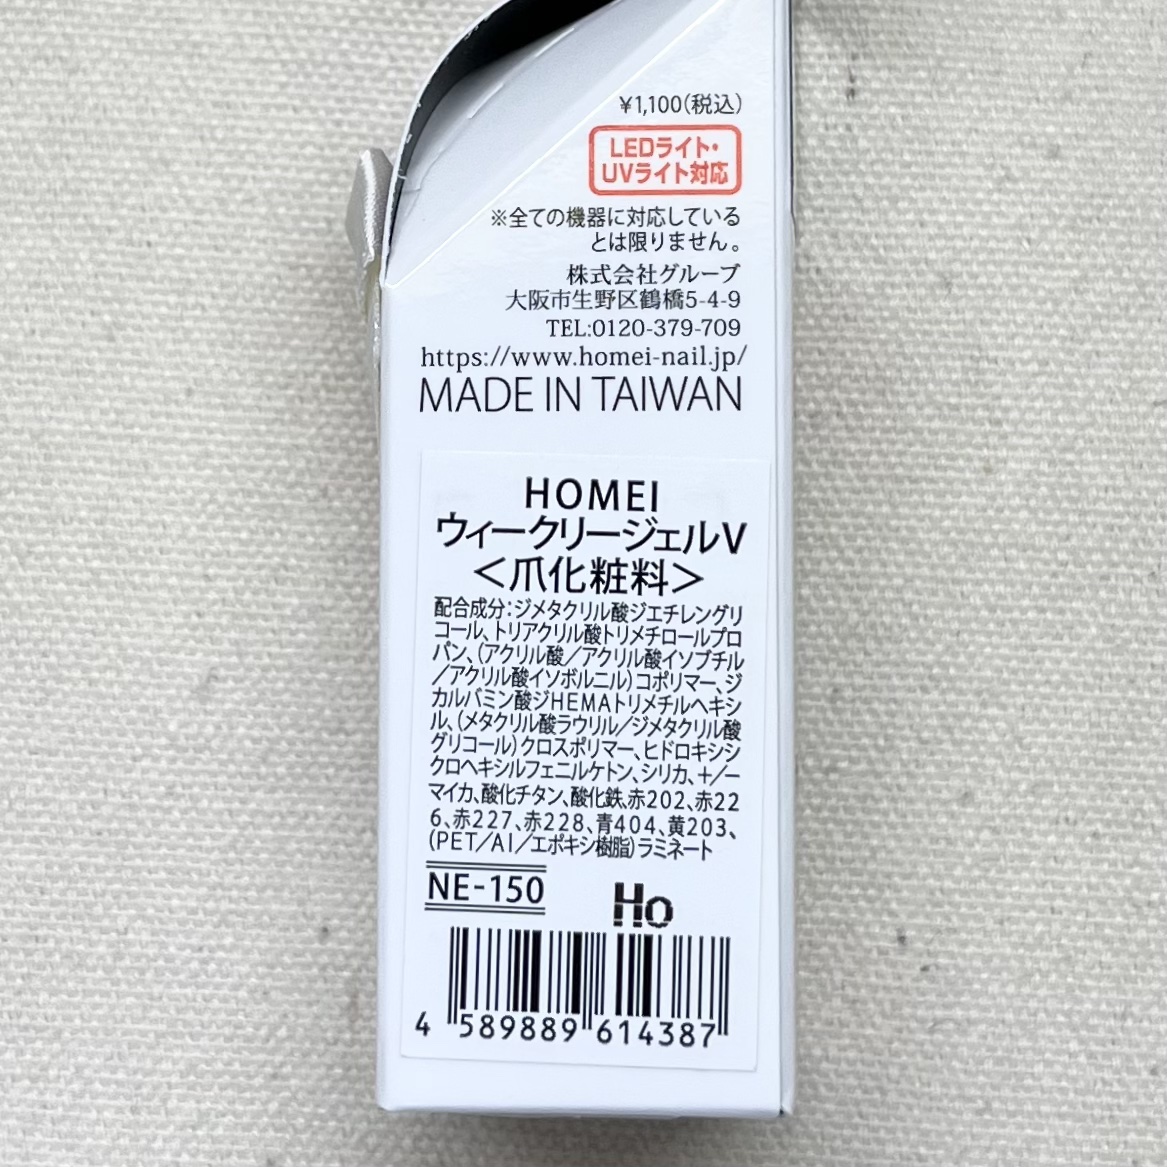 ¥1,100(税込)
LEDライト・
UVライト対応
※全ての機器に対応している
とは限りません。
株式会社グルーブ
大阪市生野区鶴橋5-4-9
TEL:0120-379-709
https://www.homei-nail.jp/
MADE IN TAIWAN
HOMEI
ウィークリージェルV
＜爪化粧料＞
配合成分：ジメタクリル酸ジエチレングリ
コール、トリアクリル酸トリメチロールプロ
パン、（アクリル酸／アクリル酸イソブチル
／アクリル酸イソボルニル）コポリマー、ジ
カルバミン酸ジHEMAトリメチルヘキシ
ル、（メタクリル酸ラウリル／ジメタクリル酸
グリコール）クロスポリマー、ヒドロキシシ
クロヘキシルフェニルケトン、シリカ、＋／－
マイカ、酸化チタン、酸化鉄、赤202、赤22
6、赤227、赤228、青404、黄203、
（PET／Al／エポキシ樹脂）ラミネート
NE-150
Ho
4 589889 614387